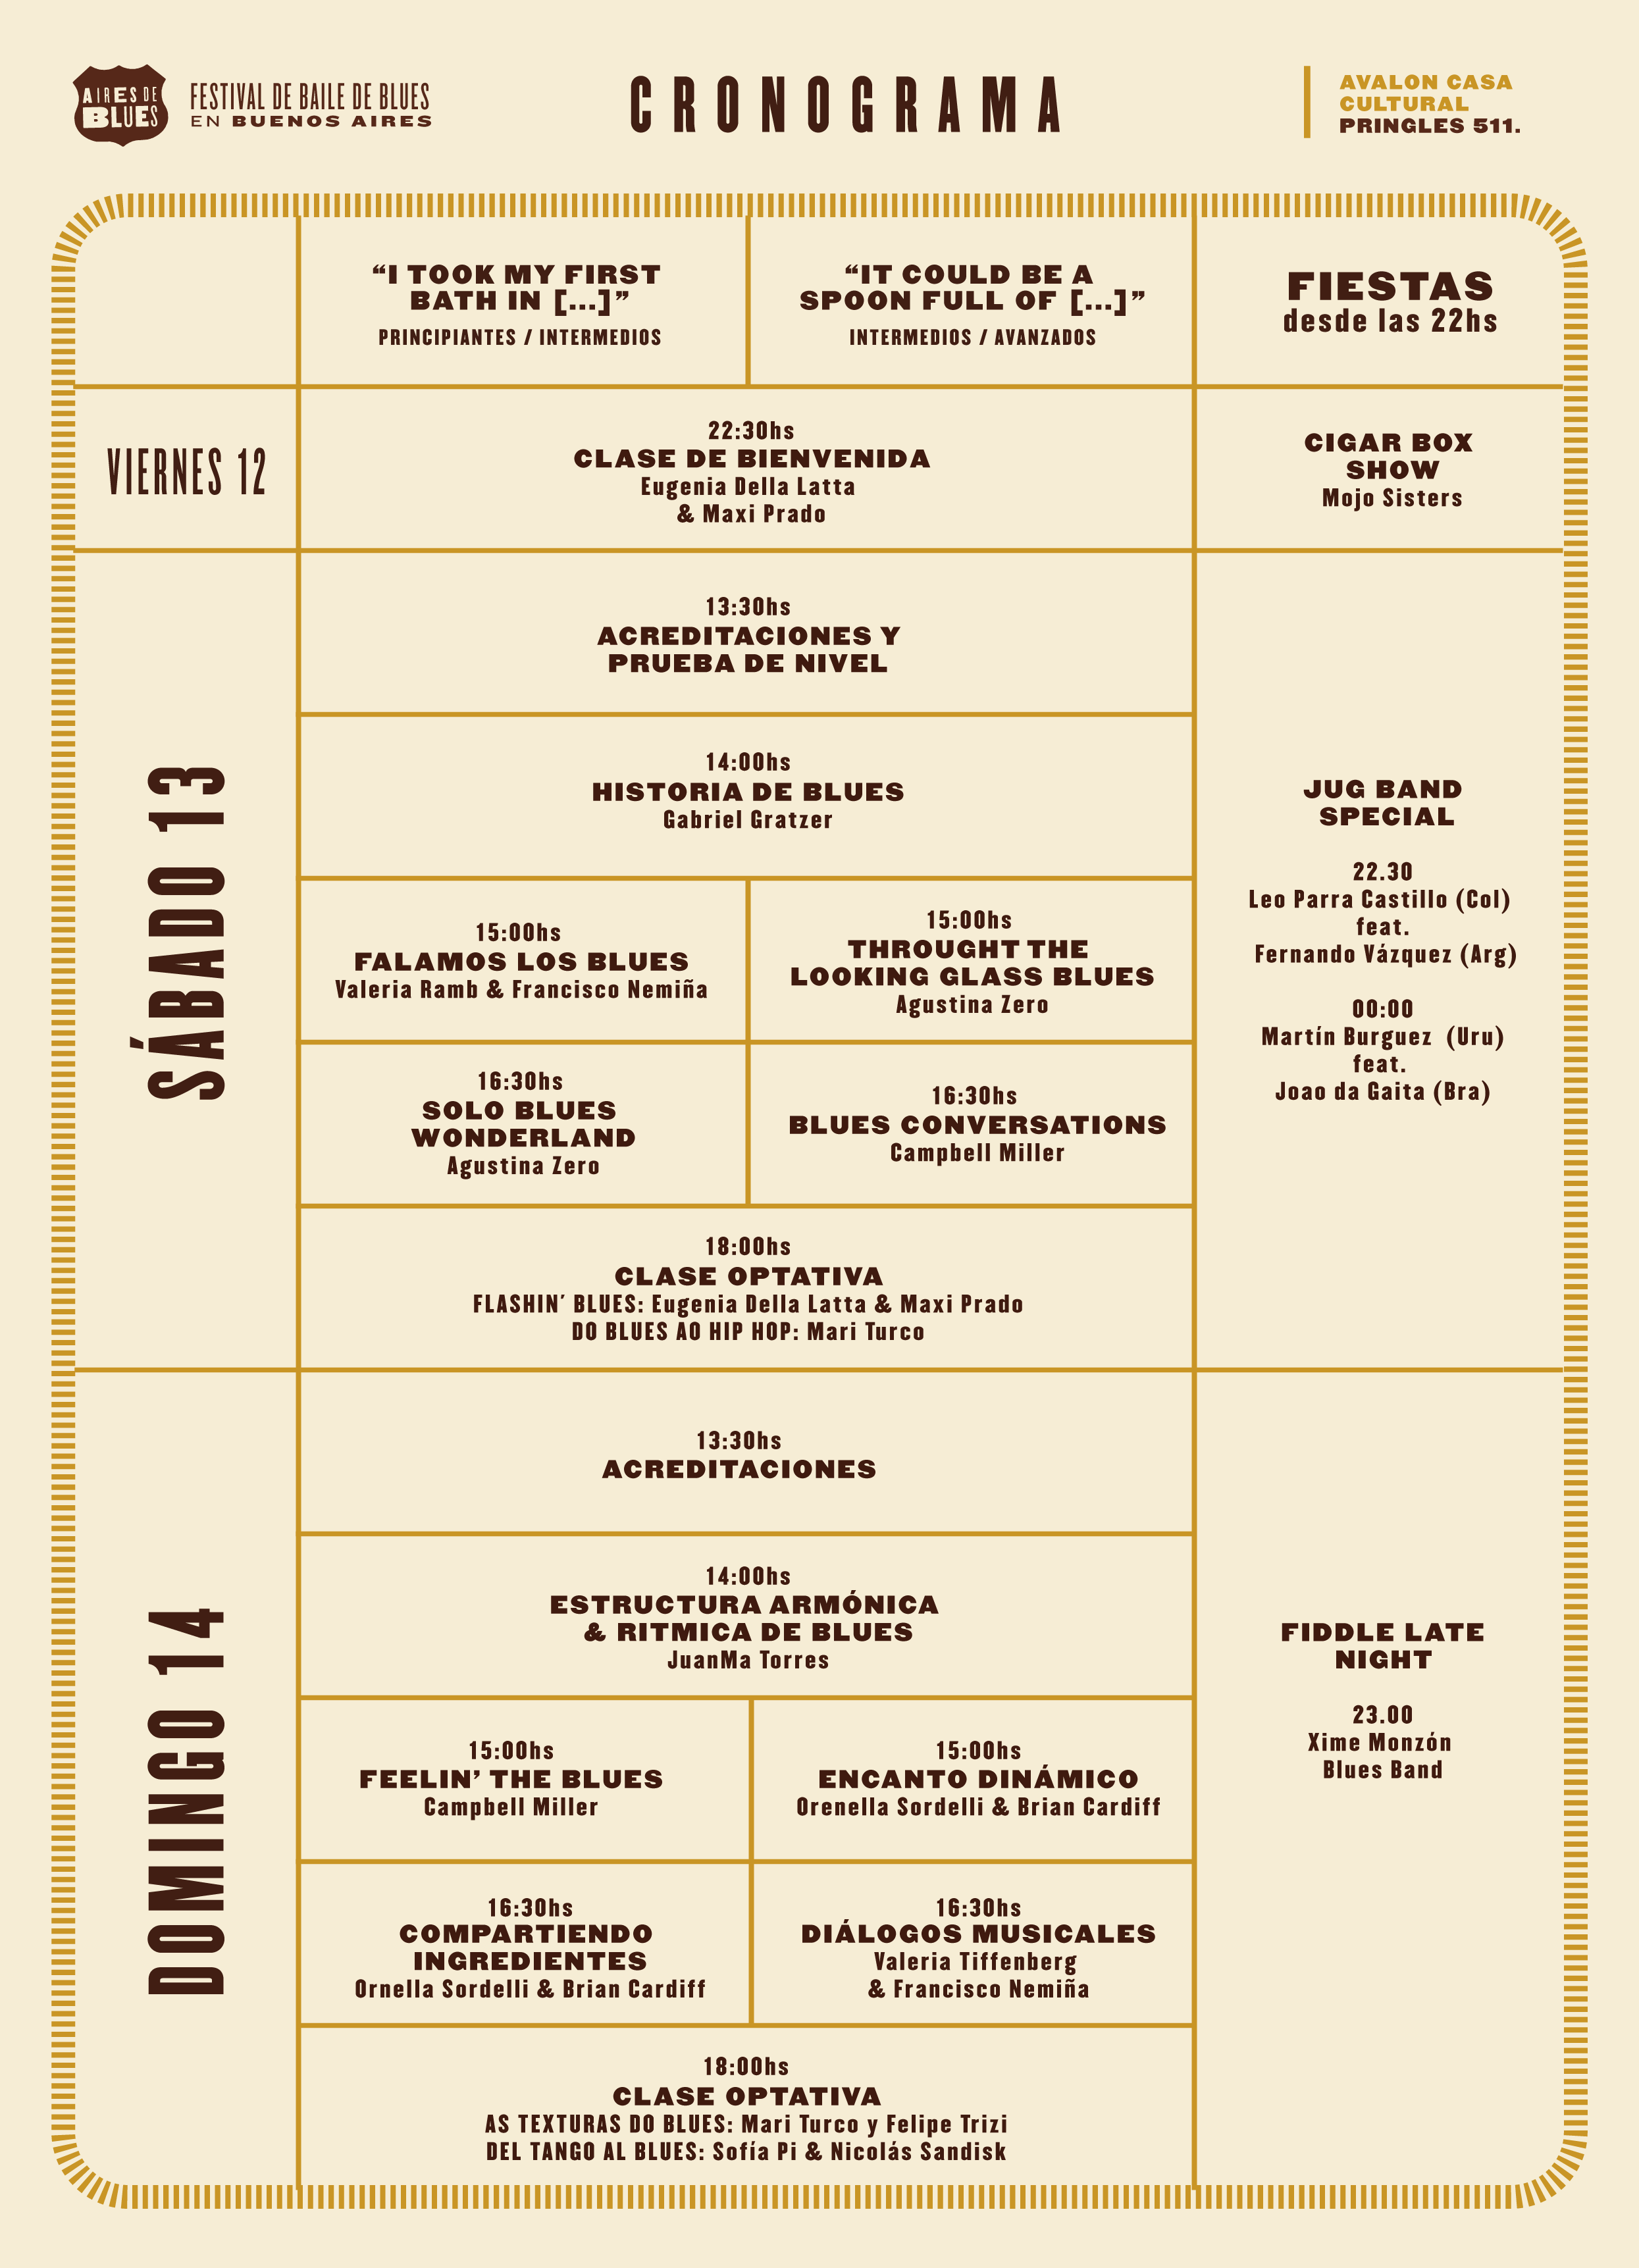 AIRES DE
BLUES
FESTIVAL DE BAILE DE BLUES
EN BUENOS AIRES
CRONOGRAMA
AVALON CASA
CULTURAL
PRINGLES 511.
“I TOOK MY FIRST
BATH IN [...]”
PRINCIPIANTES / INTERMEDIOS
“IT COULD BE A
SPOON FULL OF [...]”
INTERMEDIOS / AVANZADOS
FIESTAS
desde las 22hs
VIERNES 12
22:30hs
CLASE DE BIENVENIDA
Eugenia Della Latta
& Maxi Prado
CIGAR BOX
SHOW
Mojo Sisters
SÁBADO 13
13:30hs
ACREDITACIONES Y
PRUEBA DE NIVEL
14:00hs
HISTORIA DE BLUES
Gabriel Gratzer
15:00hs
FALAMOS LOS BLUES
Valeria Ramb & Francisco Nemiña
15:00hs
THROUGHT THE
LOOKING GLASS BLUES
Agustina Zero
16:30hs
SOLO BLUES
WONDERLAND
Agustina Zero
16:30hs
BLUES CONVERSATIONS
Campbell Miller
18:00hs
CLASE OPTATIVA
FLASHIN’ BLUES: Eugenia Della Latta & Maxi Prado
DO BLUES AO HIP HOP: Mari Turco
JUG BAND
SPECIAL
22.30
Leo Parra Castillo (Col)
feat.
Fernando Vázquez (Arg)
00:00
Martín Burguez (Uru)
feat.
Joao da Gaita (Bra)
DOMINGO 14
13:30hs
ACREDITACIONES
14:00hs
ESTRUCTURA ARMÓNICA
& RITMICA DE BLUES
JuanMa Torres
15:00hs
FEELIN’ THE BLUES
Campbell Miller
15:00hs
ENCANTO DINÁMICO
Orenella Sordelli & Brian Cardiff
16:30hs
COMPARTIENDO
INGREDIENTES
Ornella Sordelli & Brian Cardiff
16:30hs
DIÁLOGOS MUSICALES
Valeria Tiffenberg
& Francisco Nemiña
18:00hs
CLASE OPTATIVA
AS TEXTURAS DO BLUES: Mari Turco y Felipe Trizi
DEL TANGO AL BLUES: Sofía Pi & Nicolás Sandisk
FIDDLE LATE
NIGHT
23.00
Xime Monzón
Blues Band